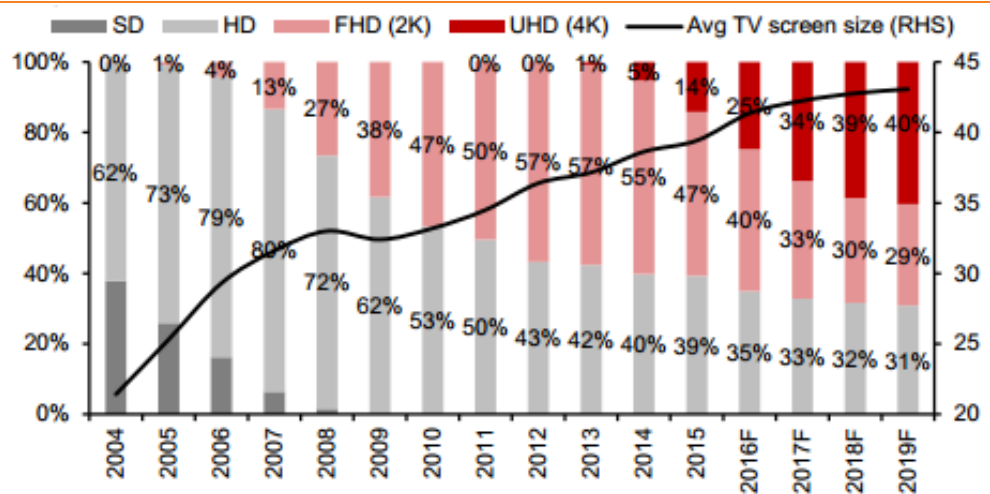 SD HD FHD (2K) UHD (4K) Avg TV screen size (RHS)
100% 0% 1% 4% 0% 0% 1% 5% 45
13% 14% 25%
27% 34% 39% 40%
80% 38% 47% 50% 40
62% 73% 57% 57% 55% 47%
79% 40%
60% 35
80% 33% 30% 29%
40% 72% 62% 30
53% 50% 43% 42% 40% 39% 35% 33% 32% 31%
20% 25
0% 20
2004 2005 2006 2007 2008 2009 2010 2011 2012 2013 2014 2015 2016F 2017F 2018F 2019F